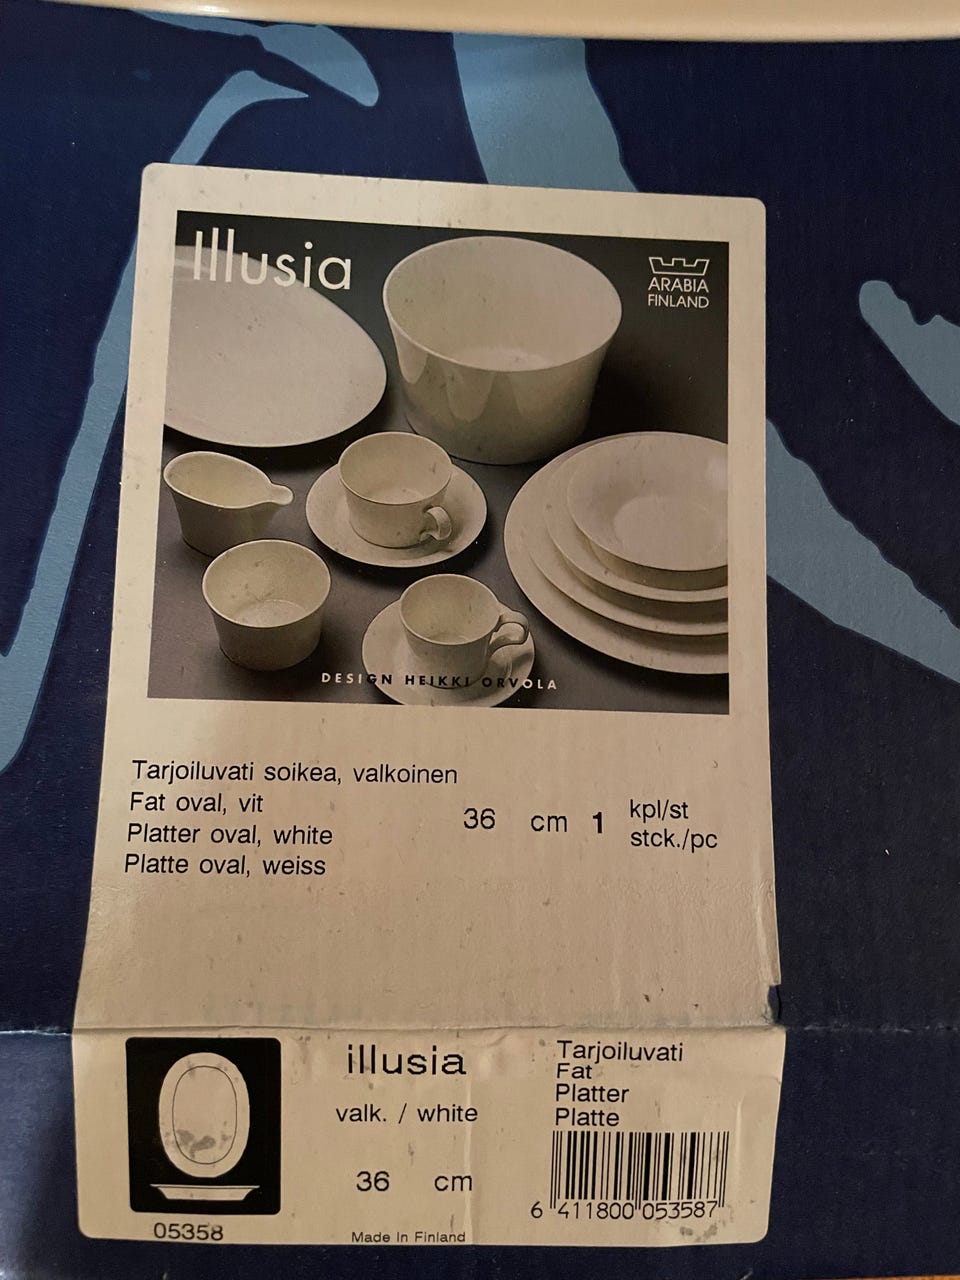 Illusia
ARABIA
FINLAND
DESIGN HEIKKI ORVOLA
Tarjoiluvati soikea, valkoinen
Fat oval, vit
Platter oval, white
Platte oval, weiss
36 cm 1 kpl/st
stck./pc
illusia
valk. / white
36 cm
Made In Finland
05358
Tarjoiluvati
Fat
Platter
Platte
6 411800 053587